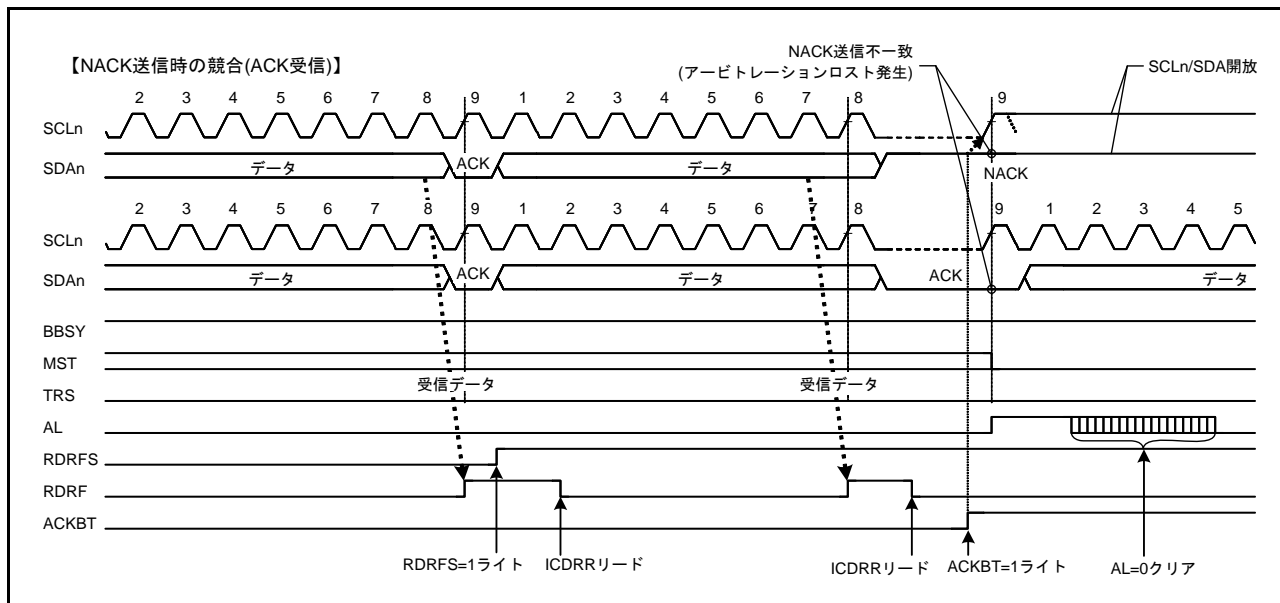 【NACK送信時の競合(ACK受信)】
NACK送信不一致
(アービトレーションロスト発生)
SCLn/SDA開放
2 3 4 5 6 7 8 9 1 2 3 4 5 6 7 8 9
SCLn
SDAn
データ ACK データ NACK
2 3 4 5 6 7 8 9 1 2 3 4 5 6 7 8 9 1 2 3 4 5
SCLn
SDAn
データ ACK データ ACK データ
BBSY
MST
受信データ 受信データ
TRS
AL
RDRFS
RDRF
ACKBT
RDRFS=1ライト ICDRRリード ICDRRリード ACKBT=1ライト AL=0クリア